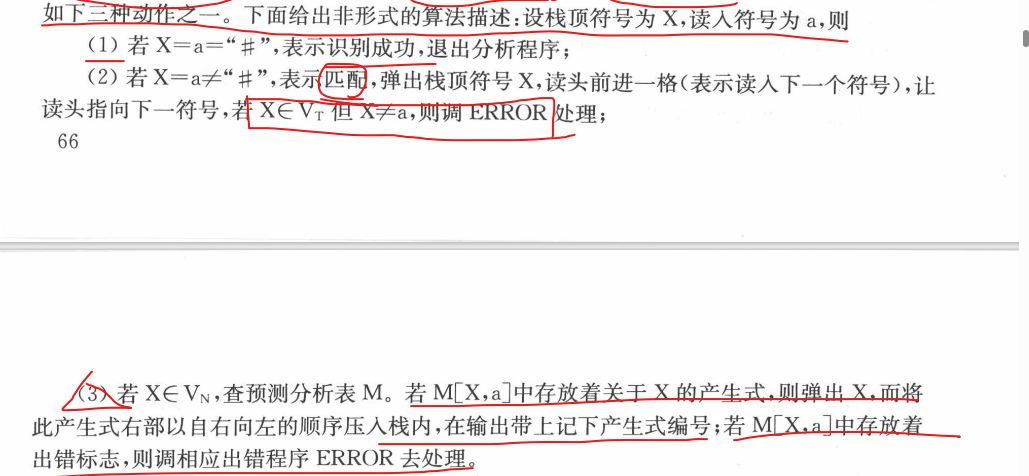 如下三种动作之一。下面给出非形式的算法描述:设栈顶符号为 X,读入符号为 a,则
(1) 若 X=a=“#”,表示识别成功,退出分析程序;
(2) 若 X=a≠“#”,表示匹配,弹出栈顶符号 X,读头前进一格(表示读入下一个符号),让
读头指向下一符号,若 X∈VT 但 X≠a,则调 ERROR 处理;
66
(3) 若 X∈VN,查预测分析表 M。若 M[X,a]中存放着关于 X 的产生式,则弹出 X,而将
此产生式右部以自右向左的顺序压入栈内,在输出带上记下产生式编号;若 M[X,a]中存放着
出错标志,则调相应出错程序 ERROR 去处理。